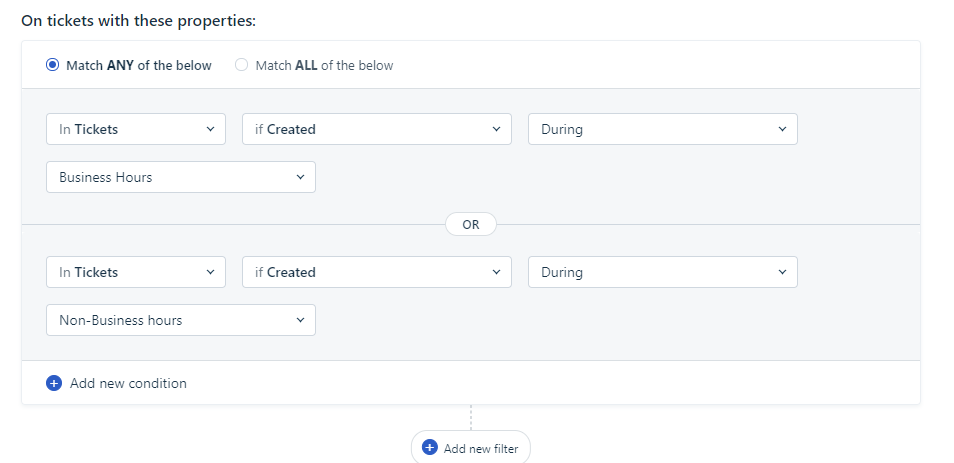 On tickets with these properties:
Match ANY of the below
Match ALL of the below
In Tickets
if Created
During
Business Hours
OR
In Tickets
if Created
During
Non-Business hours
Add new condition
Add new filter